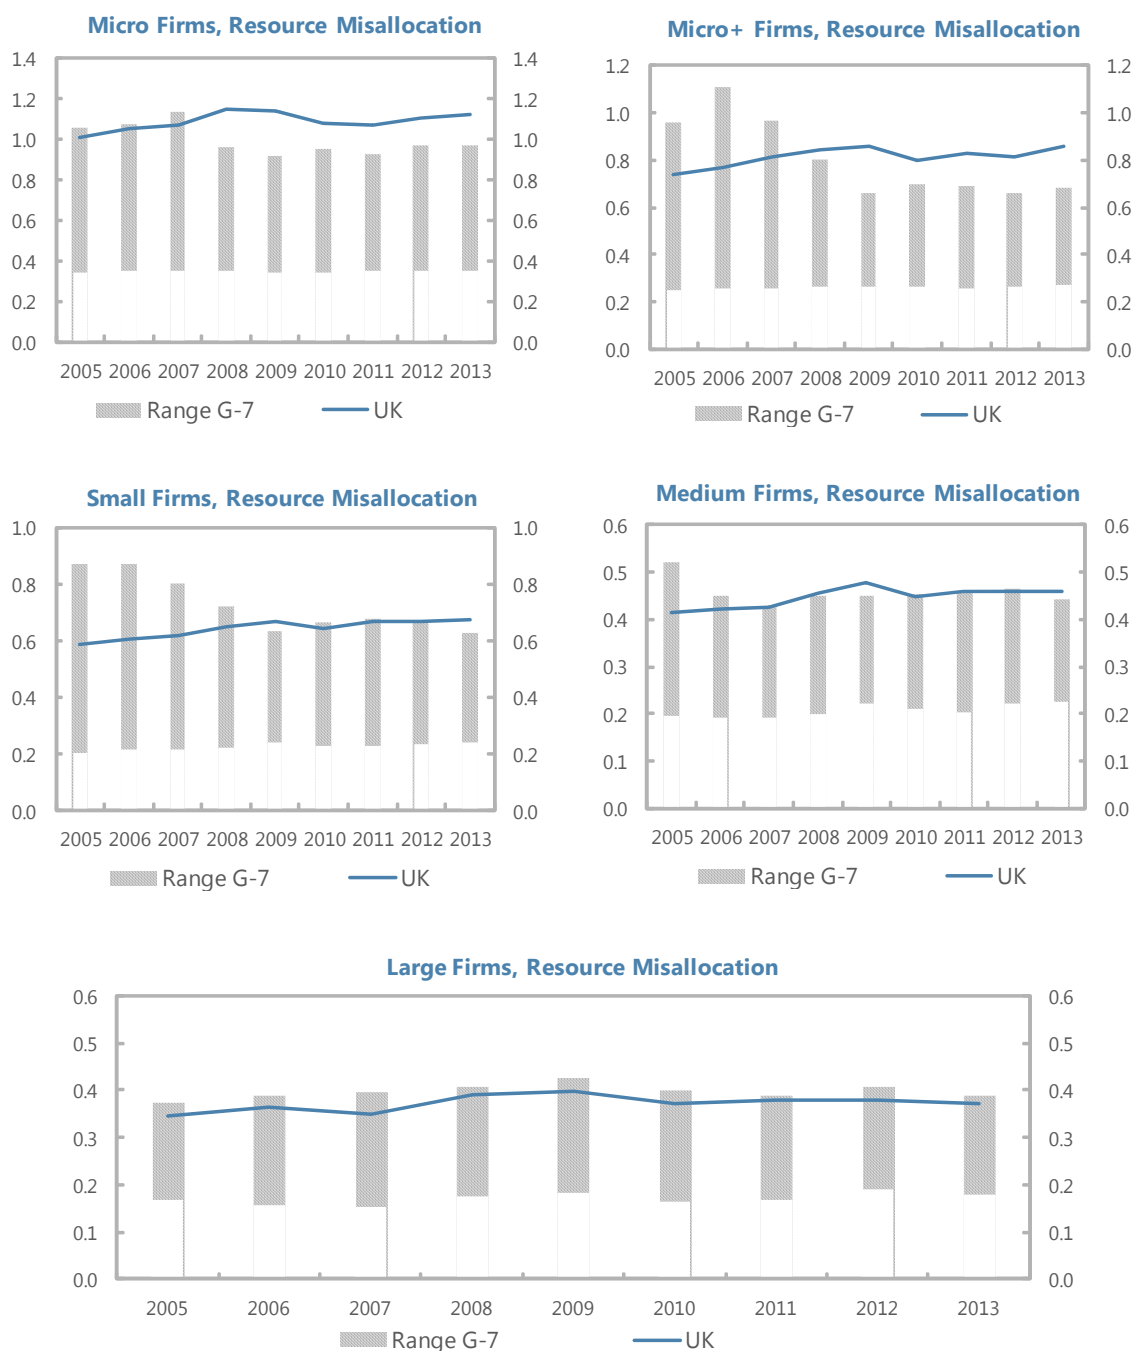 Micro Firms, Resource Misallocation
1.4 1.4
1.2 1.2
1.0 1.0
0.8 0.8
0.6 0.6
0.4 0.4
0.2 0.2
0.0 0.0
2005 2006 2007 2008 2009 2010 2011 2012 2013
Range G-7 UK
Micro+ Firms, Resource Misallocation
1.2 1.2
1.0 1.0
0.8 0.8
0.6 0.6
0.4 0.4
0.2 0.2
0.0 0.0
2005 2006 2007 2008 2009 2010 2011 2012 2013
Range G-7 UK
Small Firms, Resource Misallocation
1.0 1.0
0.8 0.8
0.6 0.6
0.4 0.4
0.2 0.2
0.0 0.0
2005 2006 2007 2008 2009 2010 2011 2012 2013
Range G-7 UK
Medium Firms, Resource Misallocation
0.6 0.6
0.5 0.5
0.4 0.4
0.3 0.3
0.2 0.2
0.1 0.1
0.0 0.0
2005 2006 2007 2008 2009 2010 2011 2012 2013
Range G-7 UK
Large Firms, Resource Misallocation
0.6 0.6
0.5 0.5
0.4 0.4
0.3 0.3
0.2 0.2
0.1 0.1
0.0 0.0
2005 2006 2007 2008 2009 2010 2011 2012 2013
Range G-7 UK